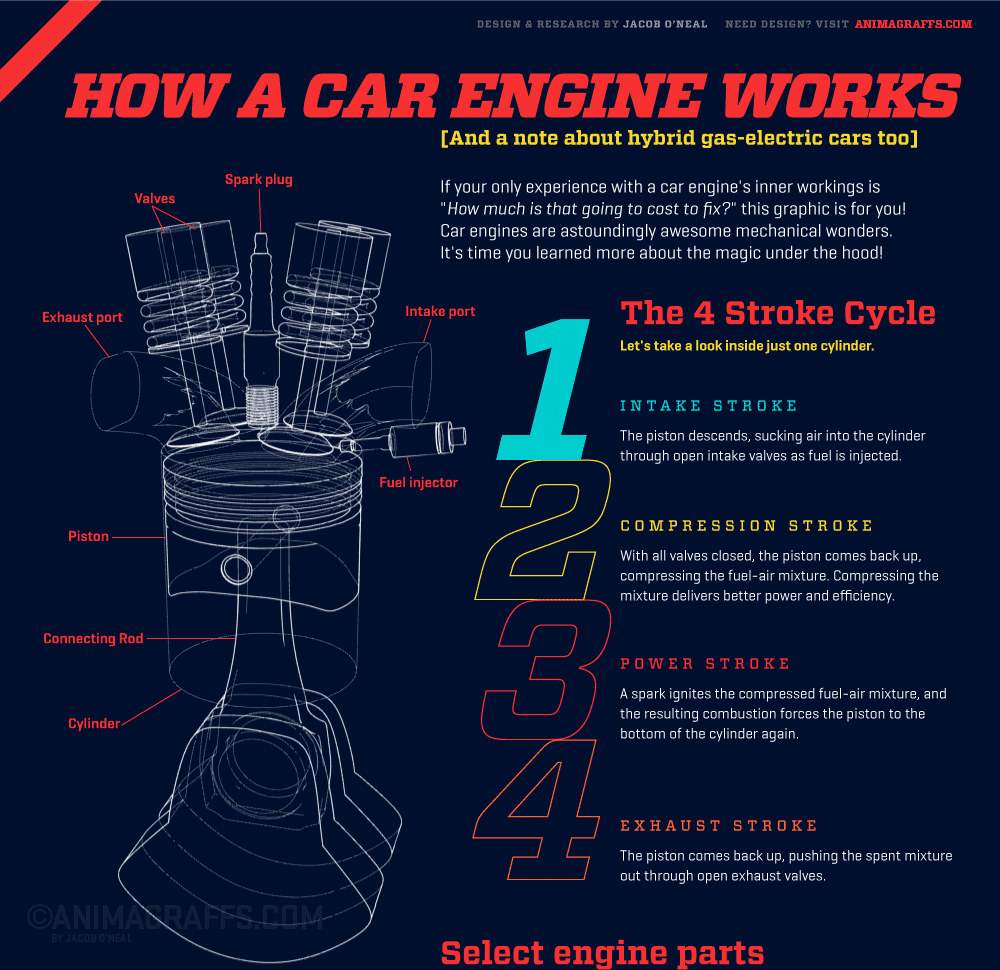 DESIGN & RESEARCH BY JACOB O'NEAL NEED DESIGN? VISIT ANIMAGRAFFS.COM
HOW A CAR ENGINE WORKS
[And a note about hybrid gas-electric cars too]
If your only experience with a car engine's inner workings is
"How much is that going to cost to fix?" this graphic is for you!
Car engines are astoundingly awesome mechanical wonders.
It's time you learned more about the magic under the hood!
Spark plug
Valves
Exhaust port
Intake port
Fuel injector
Piston
Connecting Rod
Cylinder
The 4 Stroke Cycle
Let's take a look inside just one cylinder.
1
INTAKE STROKE
The piston descends, sucking air into the cylinder
through open intake valves as fuel is injected.
2
COMPRESSION STROKE
With all valves closed, the piston comes back up,
compressing the fuel-air mixture. Compressing the
mixture delivers better power and efficiency.
3
POWER STROKE
A spark ignites the compressed fuel-air mixture, and
the resulting combustion forces the piston to the
bottom of the cylinder again.
4
EXHAUST STROKE
The piston comes back up, pushing the spent mixture
out through open exhaust valves.
©ANIMAGRAFFS.COM
BY JACOB O'NEAL
Select engine parts